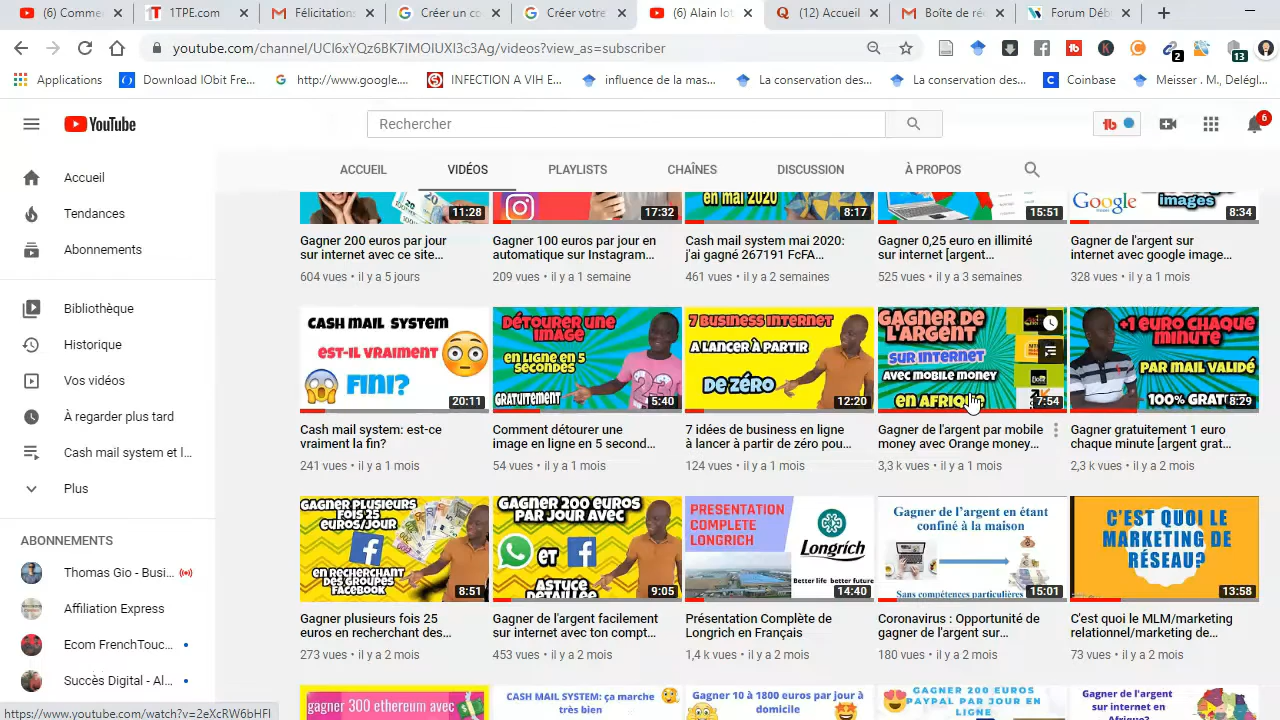 (6) Comme
1TPE.com
Félicitatio
Créer un co
Créer votre
(6) Alain lot
(12) Accueil
Boîte de ré
Forum Déb
youtube.com/channel/UCI6xYQz6BK7IMOIOXI3c3Ag/videos?view_as=subscriber
2
13
Applications
Download IObit Fre...
http://www.google....
INFECTION A VIH E...
influence de la mas...
La conservation des...
La conservation des...
Coinbase
Meisser . M., Delégl...
YouTube
Rechercher
6
Accueil
Tendances
Abonnements
Bibliothèque
Historique
Vos vidéos
À regarder plus tard
Cash mail system et l...
Plus
ABONNEMENTS
Thomas Gio - Busi...
Affiliation Express
Ecom FrenchTouc...
Succès Digital - Al...
ACCUEIL
VIDÉOS
PLAYLISTS
CHAÎNES
DISCUSSION
À PROPOS
11:28
17:32
en mai 2020
8:17
15:51
Google
images
8:34
Gagner 200 euros par jour
sur internet avec ce site...
604 vues • il y a 5 jours
Gagner 100 euros par jour en
automatique sur Instagram...
209 vues • il y a 1 semaine
Cash mail system mai 2020:
j'ai gagné 267191 FcFA...
461 vues • il y a 2 semaines
Gagner 0,25 euro en illimité
sur internet [argent...
525 vues • il y a 3 semaines
Gagner de l'argent sur
internet avec google image...
328 vues • il y a 1 mois
CASH MAIL SYSTEM
EST-IL VRAIMENT
FINI?
20:11
Cash mail system: est-ce
vraiment la fin?
241 vues • il y a 1 mois
DÉTOURER UNE
IMAGE
EN LIGNE EN 5
SECONDES
GRATUITEMENT
5:40
Comment détourer une
image en ligne en 5 second...
54 vues • il y a 1 mois
7 BUSINESS INTERNET
A LANCER À PARTIR
DE ZÉRO
12:20
7 idées de business en ligne
à lancer à partir de zéro pou...
124 vues • il y a 1 mois
GAGNER DE
L'ARGENT
SUR INTERNET
AVEC MOBILE MONEY
EN AFRIQUE
7:54
Gagner de l'argent par mobile
money avec Orange money...
3,3 k vues • il y a 1 mois
+1 EURO CHAQUE
MINUTE
PAR MAIL VALIDÉ
100% GRAT
8:29
Gagner gratuitement 1 euro
chaque minute [argent grat...
2,3 k vues • il y a 2 mois
GAGNER PLUSIEURS
FOIS 25
EUROS/JOUR
EN RECHERCHANT
DES GROUPES
FACEBOOK
8:51
Gagner plusieurs fois 25
euros en recherchant des...
273 vues • il y a 2 mois
GAGNER 200 EUROS
PAR JOUR AVEC
ET
ASTUCE
DÉTAILLÉE
9:05
Gagner de l'argent facilement
sur internet avec ton compt...
453 vues • il y a 2 mois
PRESENTATION
COMPLETE
LONGRICH
Longrich
Better life better future
14:40
Présentation Complète de
Longrich en Français
1,4 k vues • il y a 2 mois
Gagner de l'argent en étant
confiné à la maison
Sans compétences particulières
15:01
Coronavirus : Opportunité de
gagner de l'argent sur...
180 vues • il y a 2 mois
C'EST QUOI LE
MARKETING DE
RÉSEAU?
13:58
C'est quoi le MLM/marketing
relationnel/marketing de...
73 vues • il y a 2 mois
gagner 300 ethereum avec
CASH MAIL SYSTEM: ça marche
très bien
Gagner 10 à 1800 euros par jour à
domicile
GAGNER 200 EUROS
PAYPAL PAR JOUR EN
LIGNE
Gagner de l'argent
sur internet en
Afrique?
https://www.youtube.com/watch?v=2eXcRW6bHFI